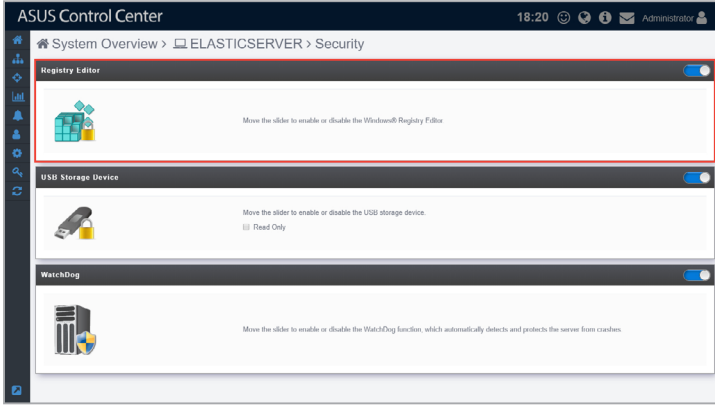 ASUS Control Center
18:20
Administrator
System Overview > ELASTICSERVER > Security
Registry Editor
Move the slider to enable or disable the Windows® Registry Editor
USB Storage Device
Move the slider to enable or disable the USB storage device.
Read Only
WatchDog
Move the slider to enable or disable the WatchDog function, which automatically detects and protects the server from crashes